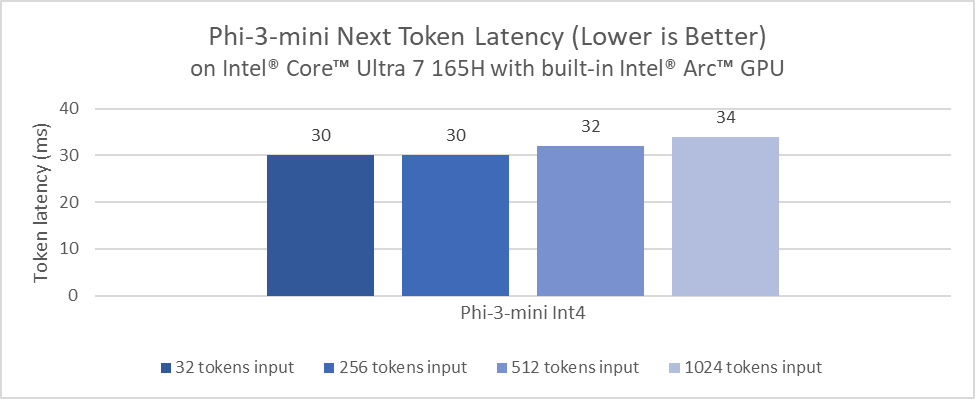 Phi-3-mini Next Token Latency (Lower is Better)
on Intel® Core™ Ultra 7 165H with built-in Intel® Arc™ GPU
Token latency (ms)
40
30
20
10
0
30
30
32
34
Phi-3-mini Int4
32 tokens input
256 tokens input
512 tokens input
1024 tokens input